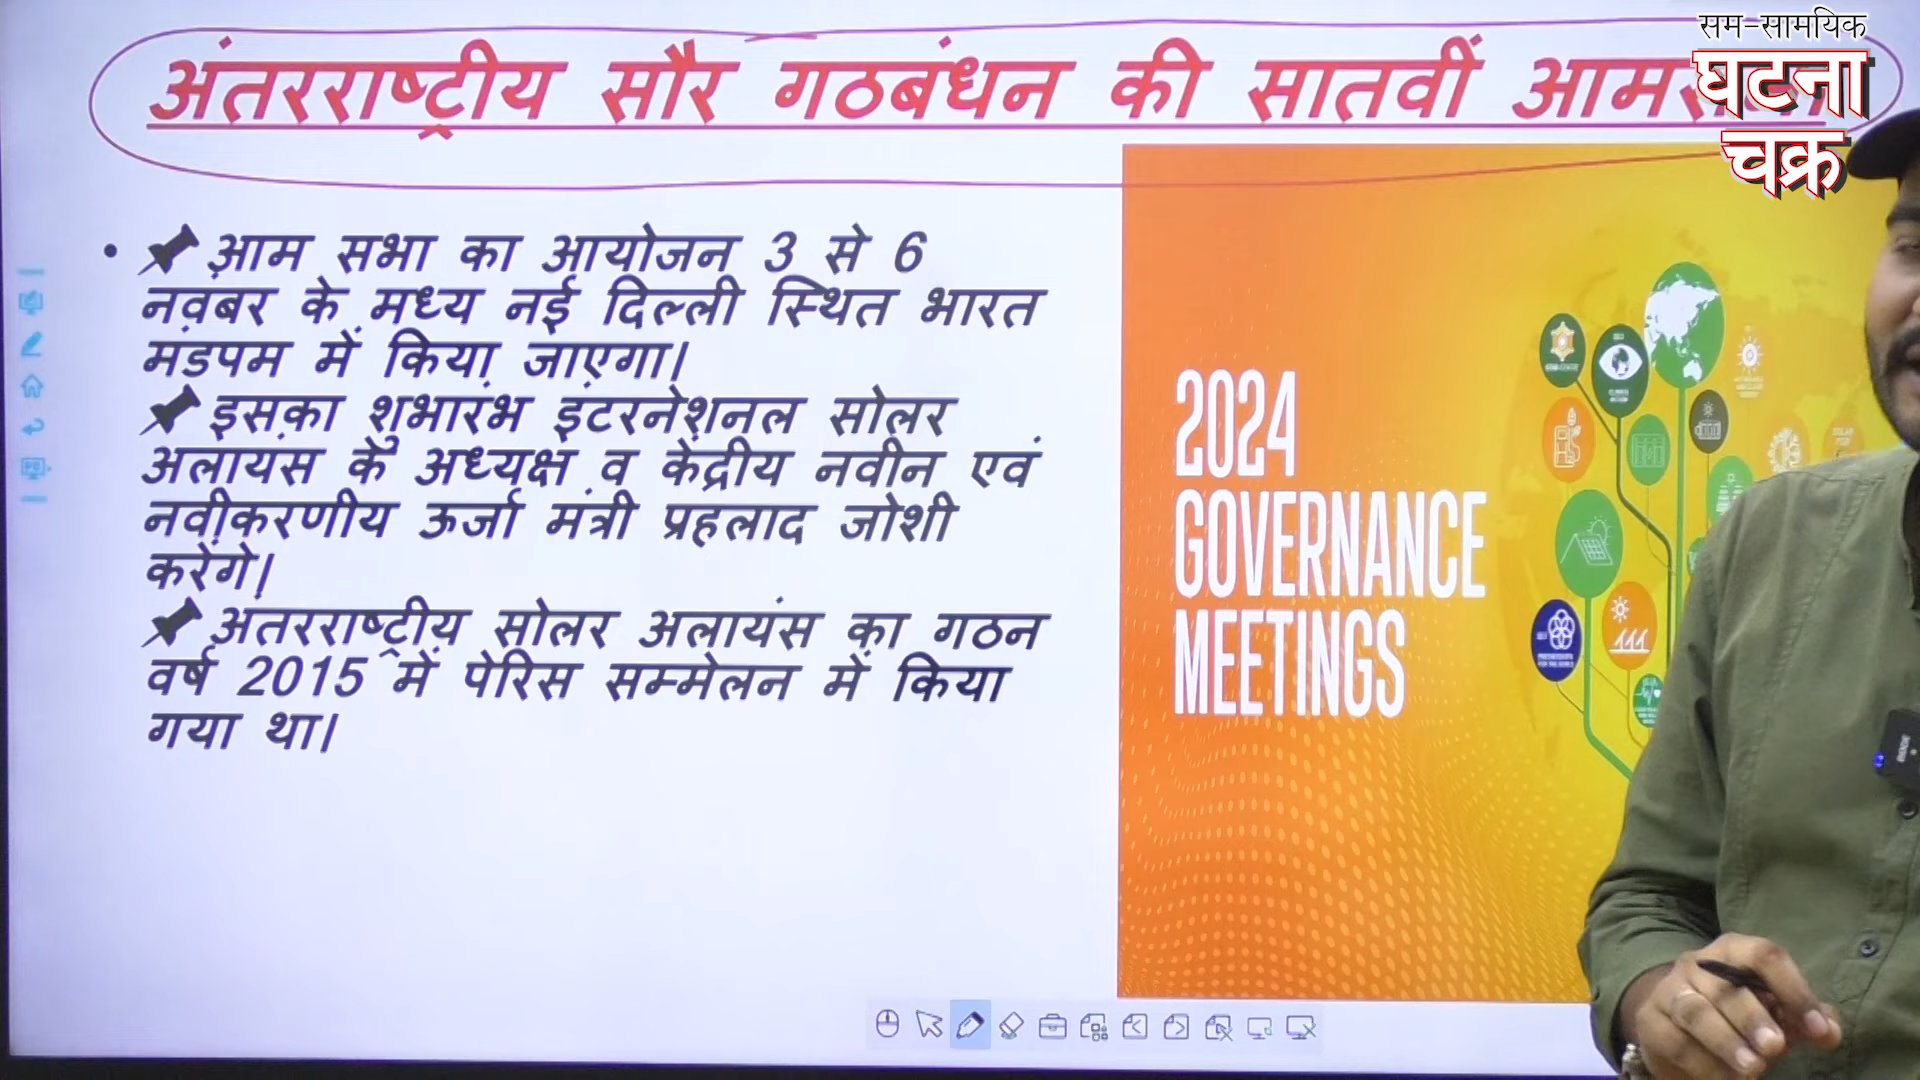 सम-सामयिक
घटना
चक्र
अंतरराष्ट्रीय सौर गठबंधन की सातवीं
आम सभा का आयोजन 3 से 6
नवंबर के मध्य नई दिल्ली स्थित भारत
मंडपम में किया जाएगा।
इसका शुभारंभ इंटरनेशनल सोलर
अलायंस के अध्यक्ष व केंद्रीय नवीन एवं
नवीकरणीय ऊर्जा मंत्री प्रहलाद जोशी
करेंगे।
अंतरराष्ट्रीय सोलर अलायंस का गठन
वर्ष 2015 में पेरिस सम्मेलन में किया
गया था।
2024
GOVERNANCE
MEETINGS